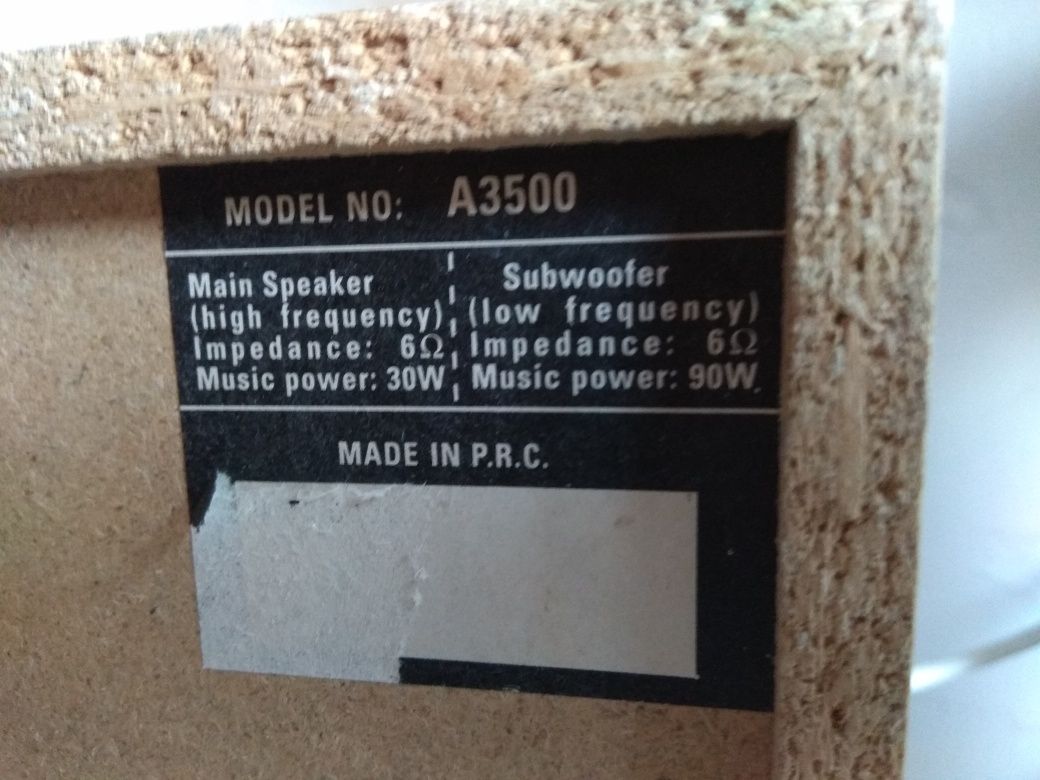 MODEL NO: A3500
Main Speaker
(high frequency)
Impedance: 6Ω
Music power: 30W
Subwoofer
(low frequency)
Impedance: 6Ω
Music power: 90W
MADE IN P.R.C.